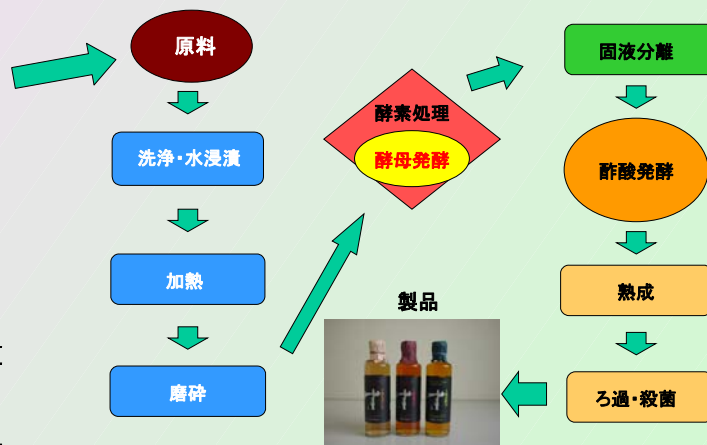 原料
洗浄・水浸漬
加熱
磨砕
酵素処理
酵母発酵
固液分離
酢酸発酵
熟成
ろ過・殺菌
製品